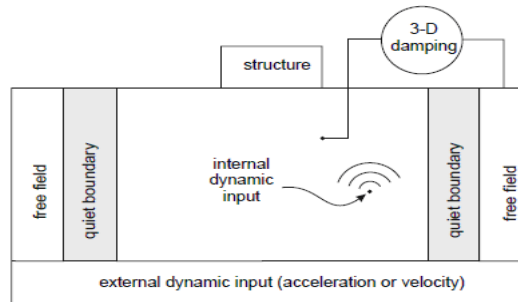 3-D
damping
structure
free field
quiet boundary
internal
dynamic
input
quiet boundary
free field
external dynamic input (acceleration or velocity)